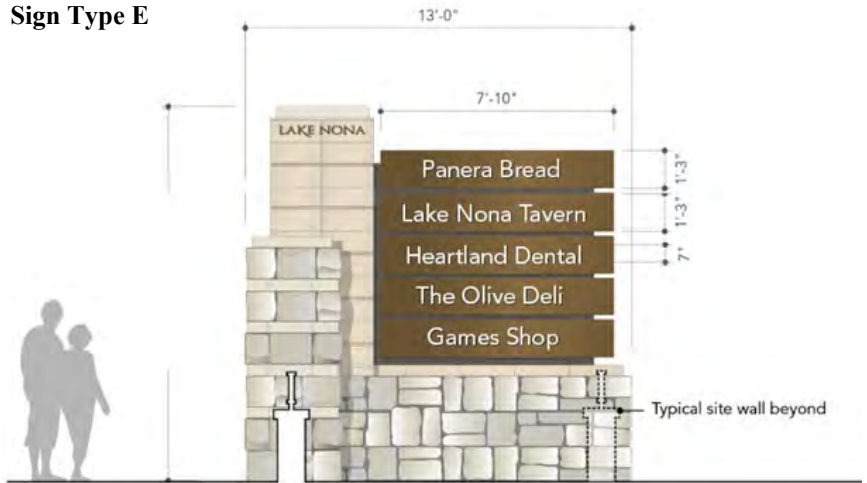 Sign Type E
13'-0"
7'-10"
LAKE NONA
Panera Bread
1'-3"
Lake Nona Tavern
1'-3"
Heartland Dental
7"
The Olive Deli
Games Shop
Typical site wall beyond